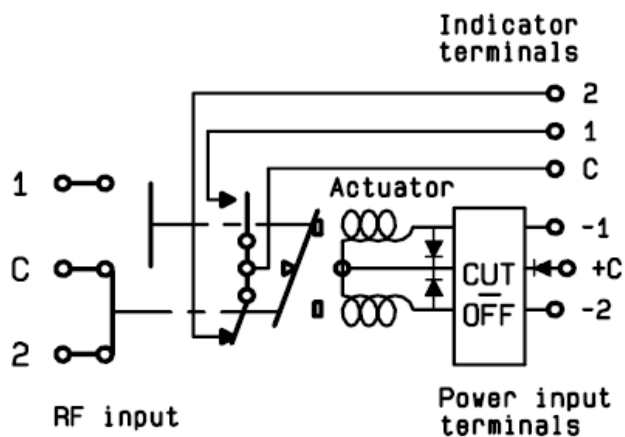 Indicator
terminals
2
1
C
Actuator
1
C
2
-1
+C
-2
CUT
OFF
RF input
Power input
terminals